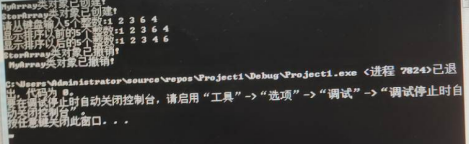 MyArray类对象已创建!
StorArray类对象已创建!
请从键盘输入5个整数:1 2 3 6 4
显示排序以前的5个整数:1 2 3 6 4
显示排序以后的5个整数:1 2 3 4 6
StorArray类对象已撤销!
MyArray类对象已撤销!
C:\Users\Administrator\source\repos\Project1\Debug\Project1.exe <进程 7824>已退
出，代码为 0。
要在调试停止时自动关闭控制台，请启用“工具”->“选项”->“调试”->“调试停止时自
动关闭控制台”。
按任意键关闭此窗口. . .